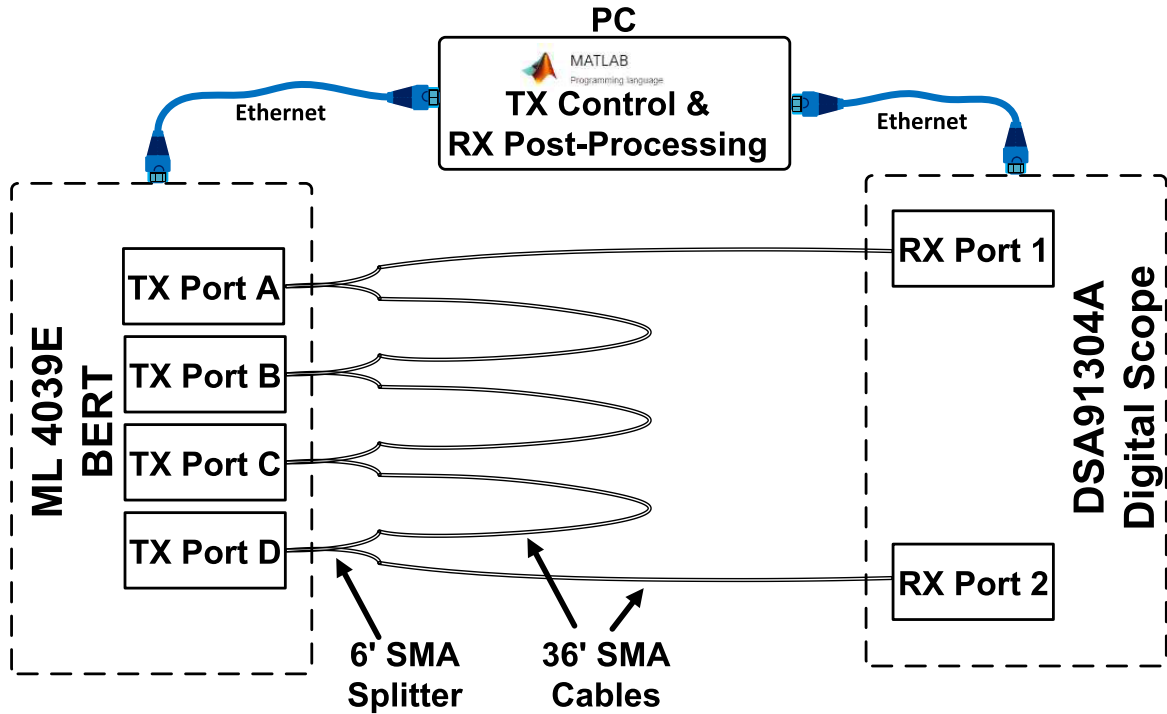 PC
MATLAB
Programming language
TX Control &
RX Post-Processing
Ethernet
Ethernet
ML 4039E
BERT
TX Port A
TX Port B
TX Port C
TX Port D
RX Port 1
RX Port 2
DSA91304A
Digital Scope
6' SMA
Splitter
36' SMA
Cables